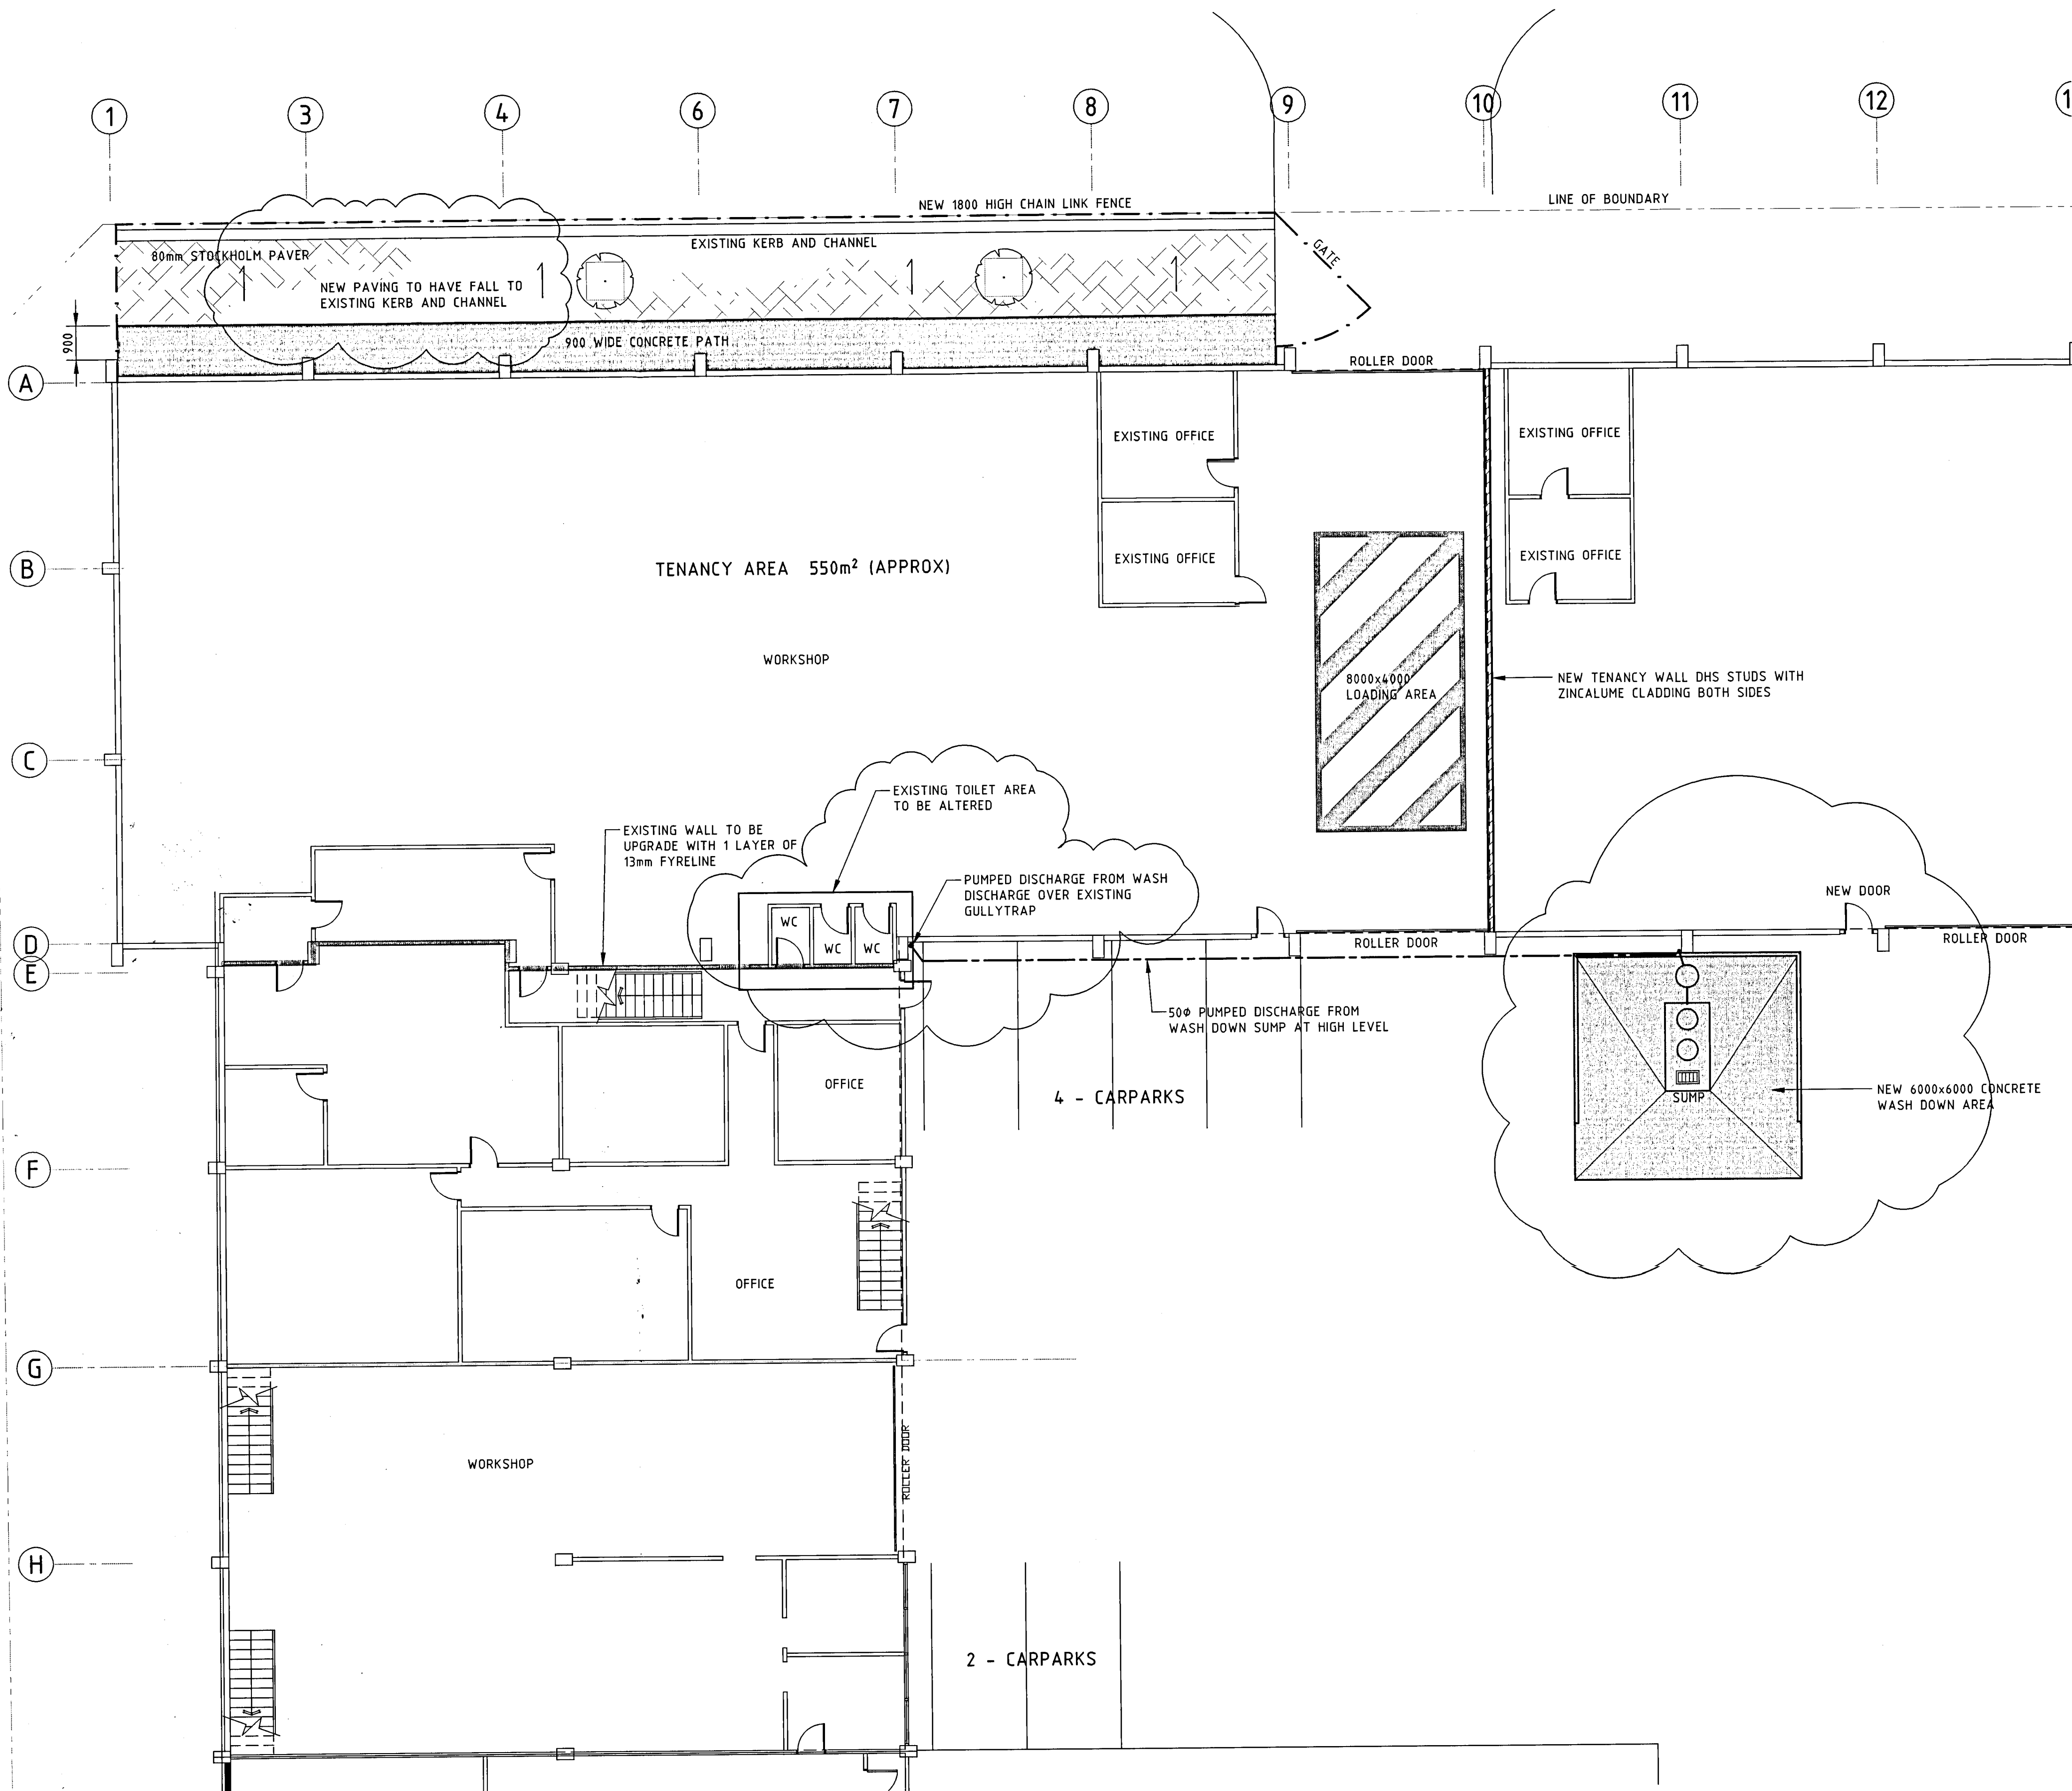 1
3
4
6
7
8
9
10
11
12
NEW 1800 HIGH CHAIN LINK FENCE
LINE OF BOUNDARY
EXISTING KERB AND CHANNEL
GATE
80mm STOCKHOLM PAVER
NEW PAVING TO HAVE FALL TO
EXISTING KERB AND CHANNEL
900
900 WIDE CONCRETE PATH
ROLLER DOOR
A
EXISTING OFFICE
EXISTING OFFICE
B
TENANCY AREA 550m² (APPROX)
EXISTING OFFICE
EXISTING OFFICE
WORKSHOP
8000x4000
LOADING AREA
NEW TENANCY WALL DHS STUDS WITH
ZINCALUME CLADDING BOTH SIDES
C
EXISTING TOILET AREA
TO BE ALTERED
EXISTING WALL TO BE
UPGRADE WITH 1 LAYER OF
13mm FYRELINE
PUMPED DISCHARGE FROM WASH
DISCHARGE OVER EXISTING
GULLYTRAP
NEW DOOR
WC
WC
WC
D
ROLLER DOOR
ROLLER DOOR
E
50ø PUMPED DISCHARGE FROM
WASH DOWN SUMP AT HIGH LEVEL
OFFICE
4 - CARPARKS
SUMP
NEW 6000x6000 CONCRETE
WASH DOWN AREA
F
OFFICE
G
ROLLER DOOR
WORKSHOP
H
2 - CARPARKS